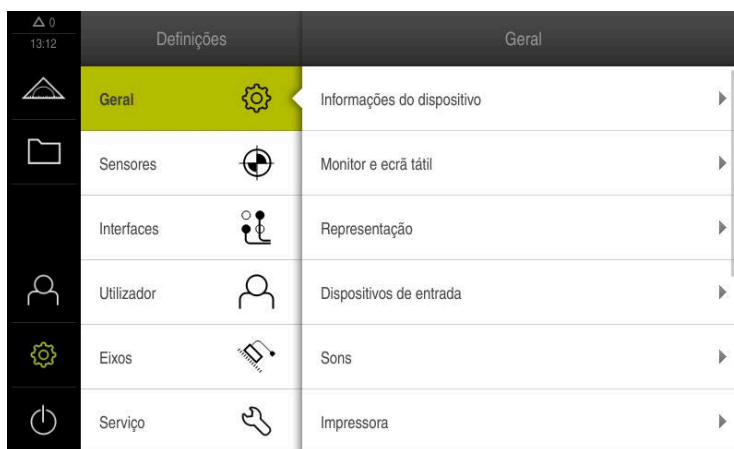 △ 0
13:12
Definições
Geral
Geral
Sensores
Interfaces
Utilizador
Eixos
Serviço
Informações do dispositivo
Monitor e ecrã tátil
Representação
Dispositivos de entrada
Sons
Impressora